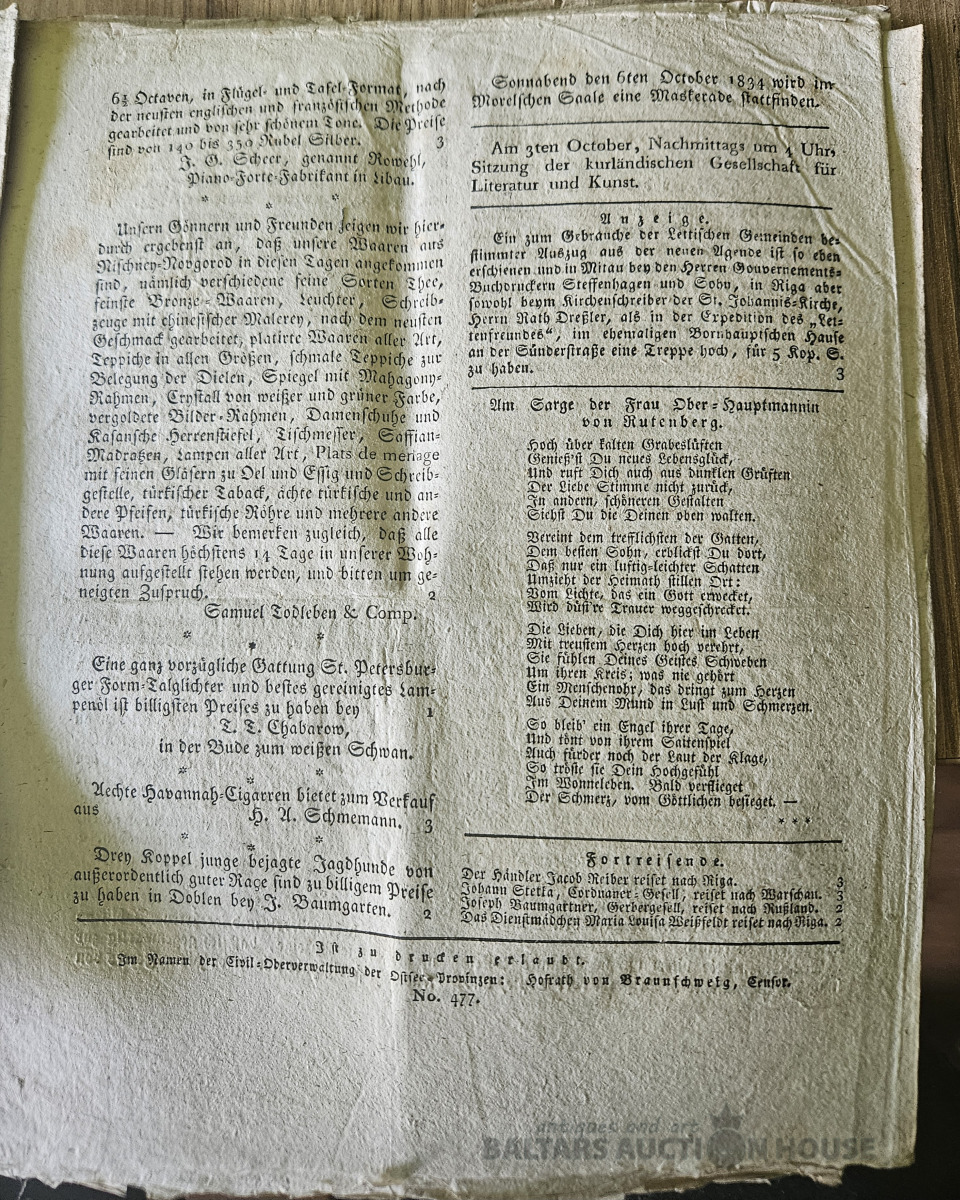 6½ Octaven, in Flügel- und Tafel-Format, nach
der neusten englischen und französischen Methode
gearbeitet und von sehr schönem Tone. Die Preise
sind von 140 bis 350 Rubel Silber. 3
J. G. Scheer, genannt Rowehl,
Piano-Forte-Fabrikant in Libau.
* * *
Unsern Gönnern und Freunden zeigen wir hier-
durch ergebenst an, daß unsere Waaren aus
Nischney-Novgorod in diesen Tagen angekommen
sind, nämlich verschiedene feine Sorten Thee,
feinste Bronze-Waaren, Leuchter, Schreib-
zeuge mit chinesischer Malerey, nach dem neusten
Geschmack gearbeitet, platirte Waaren aller Art,
Teppiche in allen Größen, schmale Teppiche zur
Belegung der Dielen, Spiegel mit Mahagony-
Rahmen, Crystall von weißer und grüner Farbe,
vergoldete Bilder-Rahmen, Damenschuhe und
Kasansche Herrenstiefel, Tischmesser, Saffian-
Madratzen, Lampen aller Art, Plats de menage
mit feinen Gläsern zu Oel und Essig und Schreib-
gestelle, türkischer Taback, ächte türkische und an-
dere Pfeifen, türkische Röhre und mehrere andere
Waaren. — Wir bemerken zugleich, daß alle
diese Waaren höchstens 14 Tage in unserer Woh-
nung aufgestellt stehen werden, und bitten um ge-
neigten Zuspruch. 2
Samuel Todleben & Comp.
* * *
Eine ganz vorzügliche Gattung St. Petersbur-
ger Form-Talglichter und bestes gereinigtes Lam-
penöl ist billigsten Preises zu haben bey 1
T. T. Chabarow,
in der Bude zum weißen Schwan.
* * *
Aechte Havannah-Cigarren bietet zum Verkauf
aus H. A. Schmemann. 3
* * *
Drey Koppel junge bejagte Jagdhunde von
außerordentlich guter Raçe sind zu billigem Preise
zu haben in Doblen bey J. Baumgarten. 2
Sonnabend den 6ten October 1834 wird im
Morelschen Saale eine Maskerade stattfinden.
Am 3ten October, Nachmittags um 4 Uhr,
Sitzung der kurländischen Gesellschaft für
Literatur und Kunst.
Anzeige.
Ein zum Gebrauche der Lettischen Gemeinden be-
stimmter Auszug aus der neuen Agende ist so eben
erschienen und in Mitau bey den Herren Gouvernements-
Buchdruckern Steffenhagen und Sohn, in Riga aber
sowohl beym Kirchenschreiber der St. Johannis-Kirche,
Herrn Rath Dreßler, als in der Expedition des „Let-
tenfreundes“, im ehemaligen Bornhauptschen Hause
an der Sünderstraße eine Treppe hoch, für 5 Kop. S.
zu haben. 3
Am Sarge der Frau Ober-Hauptmannin
von Rutenberg.
Hoch über kalten Grabeslüften
Genieß'st Du neues Lebensglück,
Und ruft Dich auch aus dunklen Grüften
Der Liebe Stimme nicht zurück,
In andern, schöneren Gestalten
Siehst Du die Deinen oben walten.
Vereint dem trefflichsten der Gatten,
Dem besten Sohn, erblickst Du dort,
Daß nur ein luftig-leichter Schatten
Umzieht der Heimath stillen Ort:
Vom Lichte, das ein Gott erwecket,
Wird düst're Trauer weggeschrecket.
Die Lieben, die Dich hier im Leben
Mit treustem Herzen hoch verehrt,
Sie fühlen Deines Geistes Schweben
Um ihren Kreis; was nie gehört
Ein Menschenohr, das dringt zum Herzen
Aus Deinem Mund in Lust und Schmerzen.
So bleib' ein Engel ihrer Tage,
Und tönt von ihrem Saitenspiel
Auch fürder noch der Laut der Klage,
So tröste sie Dein Hochgefühl
Im Wonneleben. Bald verflieget
Der Schmerz, vom Göttlichen besieget. —
* * *
Fortreisende.
Der Händler Jacob Reiber reiset nach Riga. 3
Johann Stetta, Corduaner-Gesell, reiset nach Warschau. 3
Joseph Baumgartner, Gerbergesell, reiset nach Rußland. 2
Das Dienstmädchen Maria Louisa Weißfeldt reiset nach Riga. 2
Ist zu drucken erlaubt.
Im Namen der Civil-Oberverwaltung der Ostsee-Provinzen: Hofrath von Braunschweig, Censor.
No. 477.
antiques and art
BALTARS AUCTION HOUSE